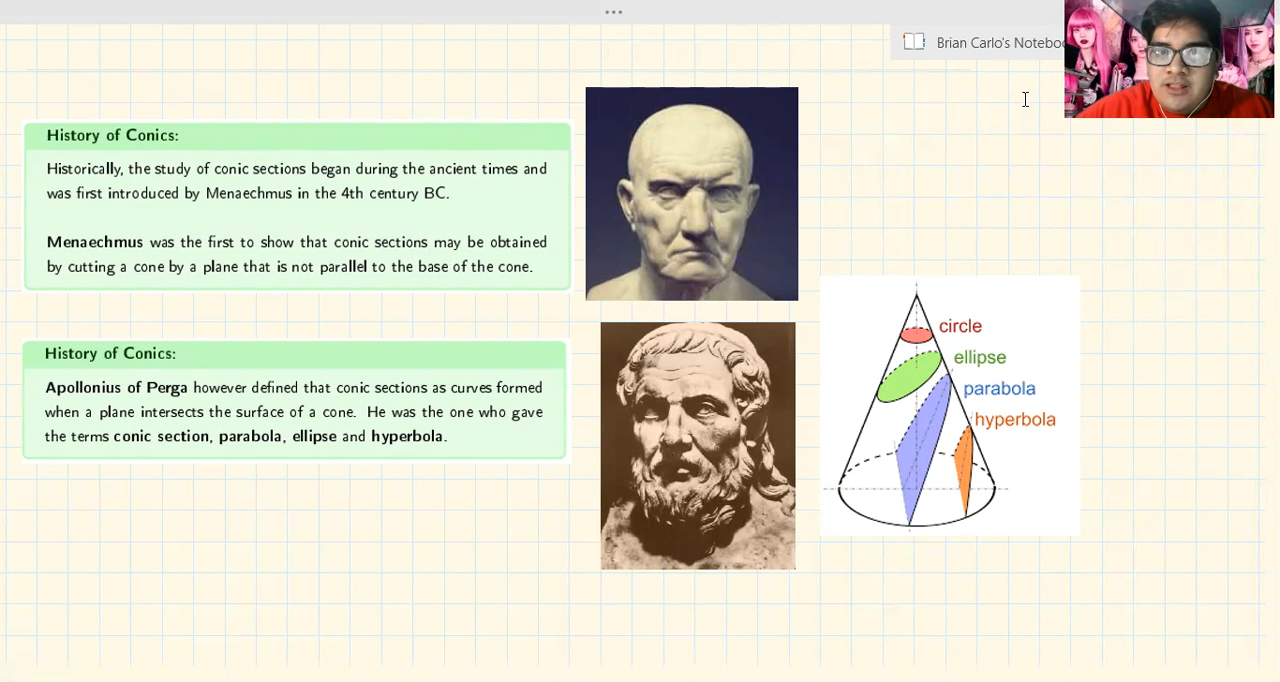 Brian Carlo's Noteboo
History of Conics:
Historically, the study of conic sections began during the ancient times and
was first introduced by Menaechmus in the 4th century BC.
Menaechmus was the first to show that conic sections may be obtained
by cutting a cone by a plane that is not parallel to the base of the cone.
History of Conics:
Apollonius of Perga however defined that conic sections as curves formed
when a plane intersects the surface of a cone. He was the one who gave
the terms conic section, parabola, ellipse and hyperbola.
circle
ellipse
parabola
hyperbola